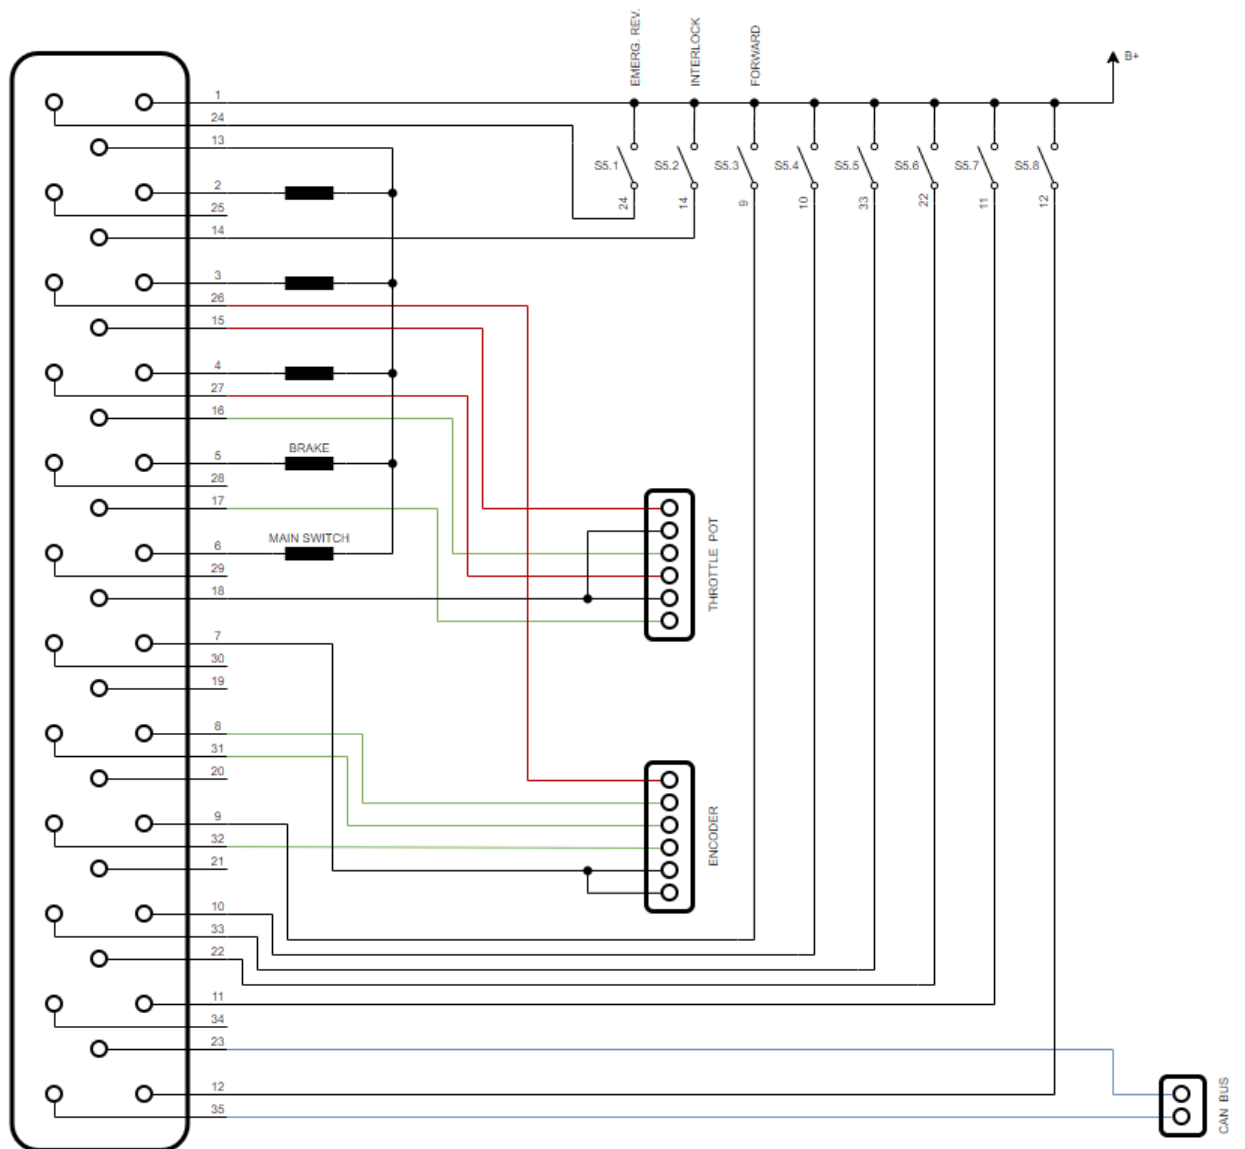 EMERG. REV.
INTERLOCK
FORWARD
B+
1
24
13
S5.1
S5.2
S5.3
S5.4
S5.5
S5.6
S5.7
S5.8
2
25
14
24
14
9
10
33
22
11
12
3
26
15
4
27
16
BRAKE
5
28
17
MAIN SWITCH
6
29
18
THROTTLE POT
7
30
19
8
31
20
9
32
21
ENCODER
10
33
22
11
34
23
12
35
CAN BUS